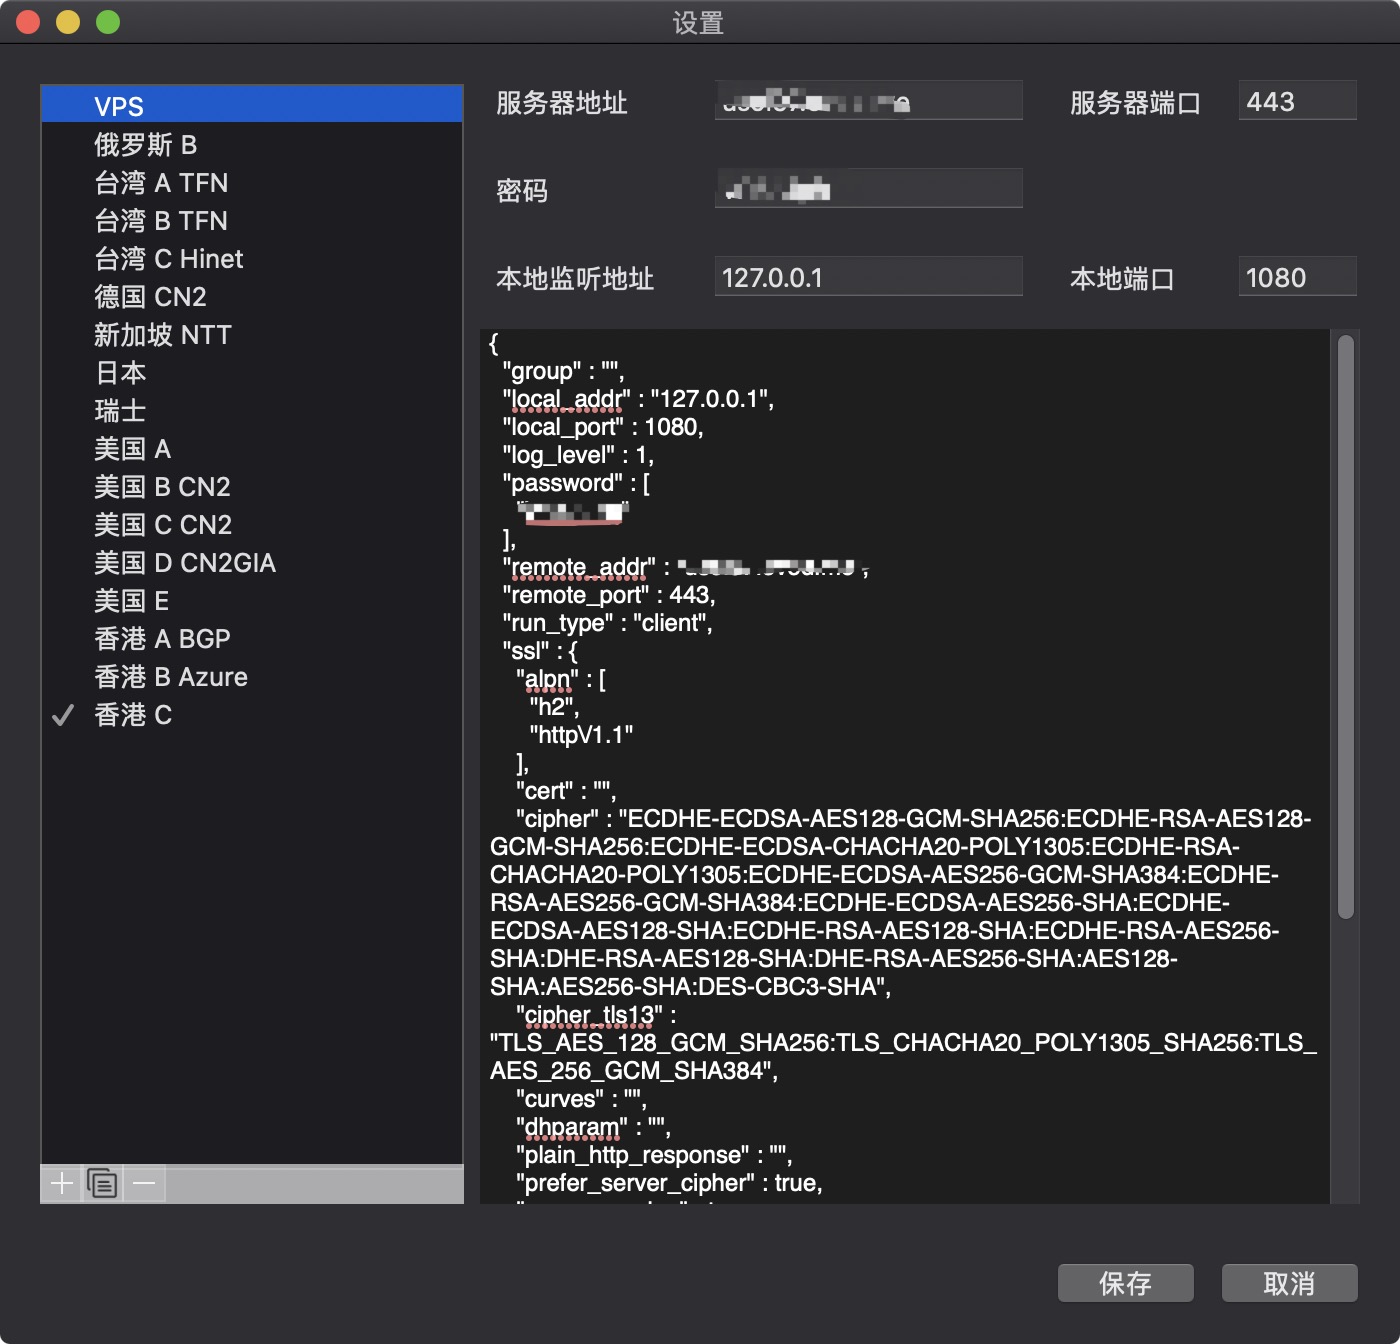 设置
VPS
俄罗斯 B
台湾 A TFN
台湾 B TFN
台湾 C Hinet
德国 CN2
新加坡 NTT
日本
瑞士
美国 A
美国 B CN2
美国 C CN2
美国 D CN2GIA
美国 E
香港 A BGP
香港 B Azure
香港 C
服务器地址
服务器端口 443
密码
本地监听地址 127.0.0.1
本地端口 1080
{
"group" : "",
"local_addr" : "127.0.0.1",
"local_port" : 1080,
"log_level" : 1,
"password" : [
],
"remote_addr" :
"remote_port" : 443,
"run_type" : "client",
"ssl" : {
"alpn" : [
"h2",
"http\/1.1"
],
"cert" : "",
"cipher" : "ECDHE-ECDSA-AES128-GCM-SHA256:ECDHE-RSA-AES128-
GCM-SHA256:ECDHE-ECDSA-CHACHA20-POLY1305:ECDHE-RSA-
CHACHA20-POLY1305:ECDHE-ECDSA-AES256-GCM-SHA384:ECDHE-
RSA-AES256-GCM-SHA384:ECDHE-ECDSA-AES256-SHA:ECDHE-
ECDSA-AES128-SHA:ECDHE-RSA-AES128-SHA:ECDHE-RSA-AES256-
SHA:DHE-RSA-AES128-SHA:DHE-RSA-AES256-SHA:AES128-
SHA:AES256-SHA:DES-CBC3-SHA",
"cipher_tls13" :
"TLS_AES_128_GCM_SHA256:TLS_CHACHA20_POLY1305_SHA256:TLS_
AES_256_GCM_SHA384",
"curves" : "",
"dhparam" : "",
"plain_http_response" : "",
"prefer_server_cipher" : true,
保存
取消